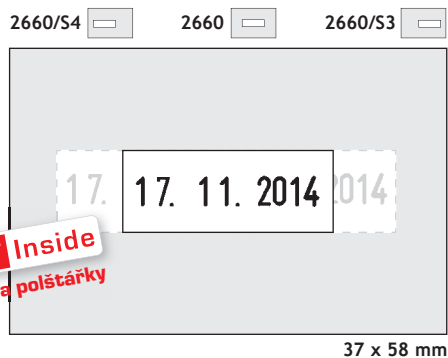 2660/S4 2660 2660/S3
17. 17. 11. 2014 2014
Inside
polštářky
37 x 58 mm